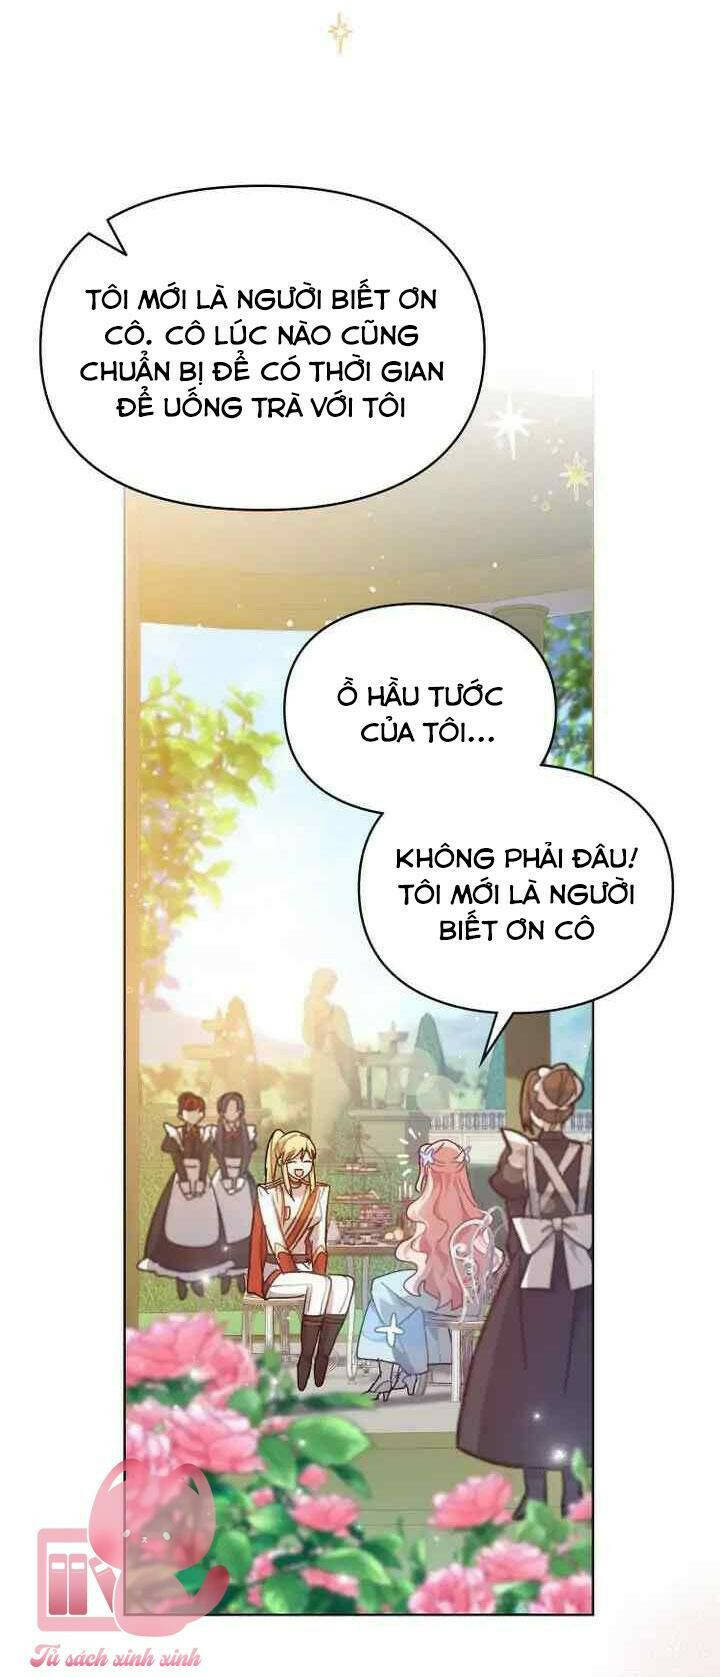 TÔI MỚI LÀ NGƯỜI BIẾT ƠN
CÔ. CÔ LÚC NÀO CŨNG
CHUẨN BỊ ĐỂ CÓ THỜI GIAN
ĐỂ UỐNG TRÀ VỚI TÔI
Ồ HẦU TƯỚC
CỦA TÔI...
KHÔNG PHẢI ĐÂU!
TÔI MỚI LÀ NGƯỜI
BIẾT ƠN CÔ
Tủ sách xinh xinh